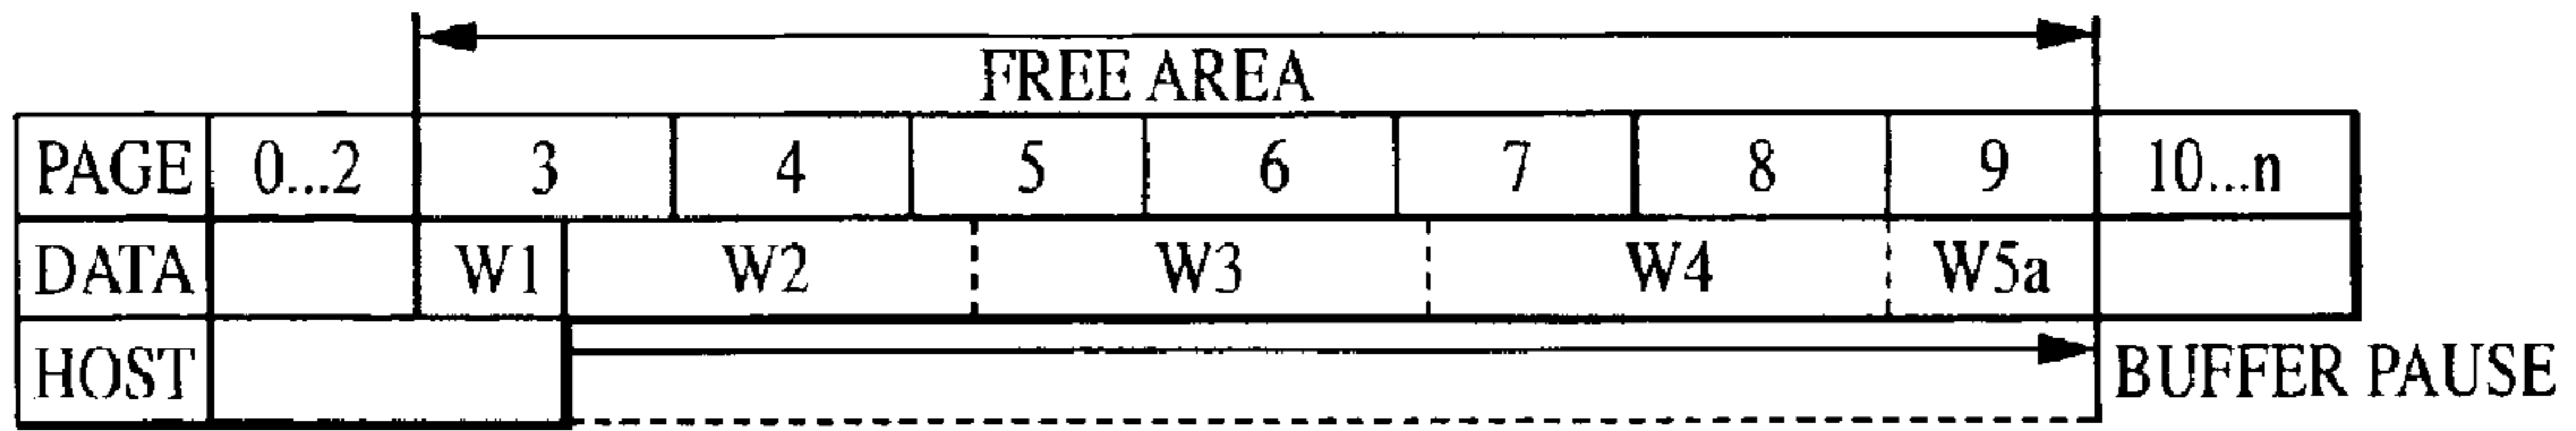 FREE AREA
PAGE 0...2 3 4 5 6 7 8 9 10...n
DATA W1 W2 W3 W4 W5a
HOST BUFFER PAUSE